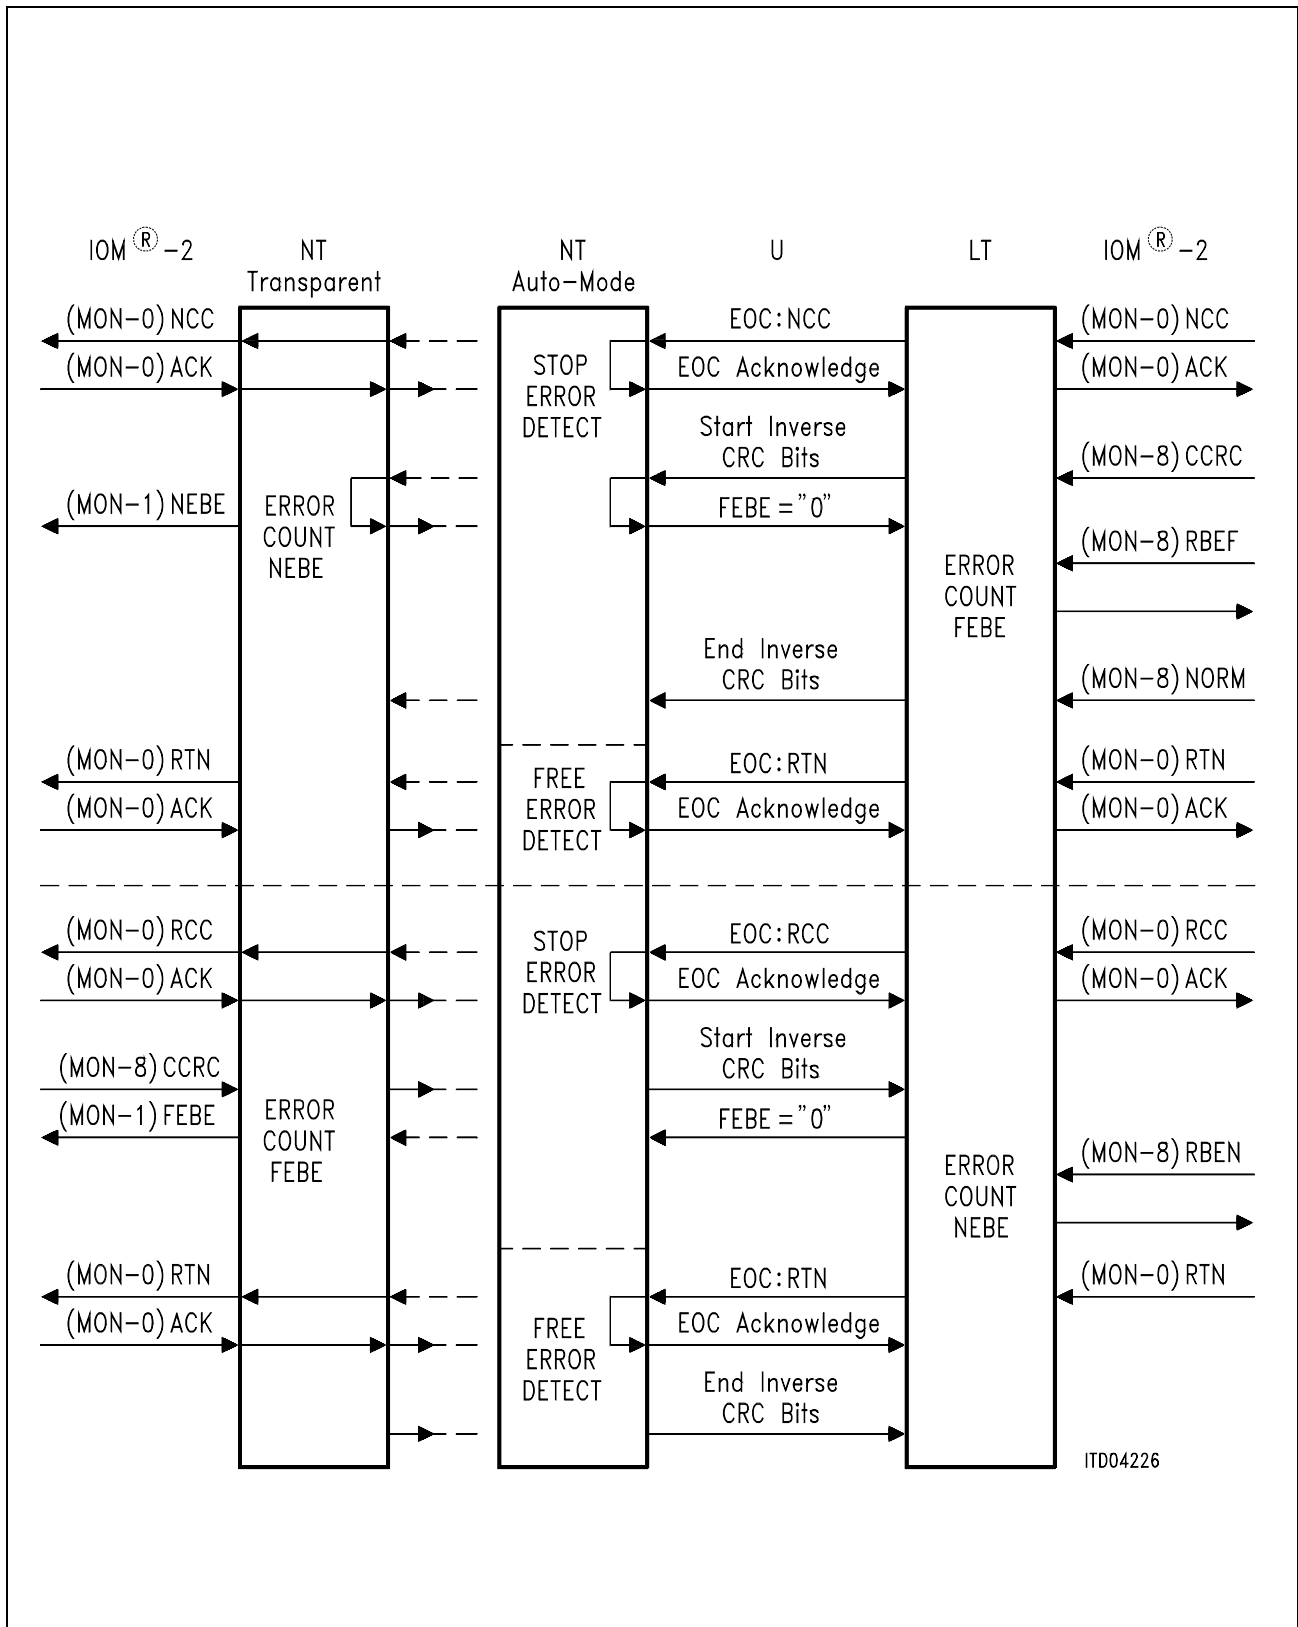 IOM®-2 NT U LT IOM®-2
Transparent Auto-Mode
(MON-0) NCC EOC:NCC (MON-0) NCC
(MON-0) ACK STOP EOC Acknowledge (MON-0) ACK
ERROR
DETECT
Start Inverse
CRC Bits (MON-8) CCRC
(MON-1) NEBE ERROR FEBE="0"
COUNT
NEBE
(MON-8) RBEF
ERROR
COUNT
FEBE
End Inverse
CRC Bits (MON-8) NORM
(MON-0) RTN EOC:RTN (MON-0) RTN
FREE
(MON-0) ACK ERROR EOC Acknowledge (MON-0) ACK
DETECT
(MON-0) RCC EOC:RCC (MON-0) RCC
STOP
(MON-0) ACK ERROR EOC Acknowledge (MON-0) ACK
DETECT
Start Inverse
(MON-8) CCRC CRC Bits
(MON-1) FEBE ERROR FEBE="0"
COUNT
FEBE
(MON-8) RBEN
ERROR
COUNT
NEBE
(MON-0) RTN EOC:RTN (MON-0) RTN
(MON-0) ACK FREE EOC Acknowledge
ERROR
DETECT
End Inverse
CRC Bits
ITD04226